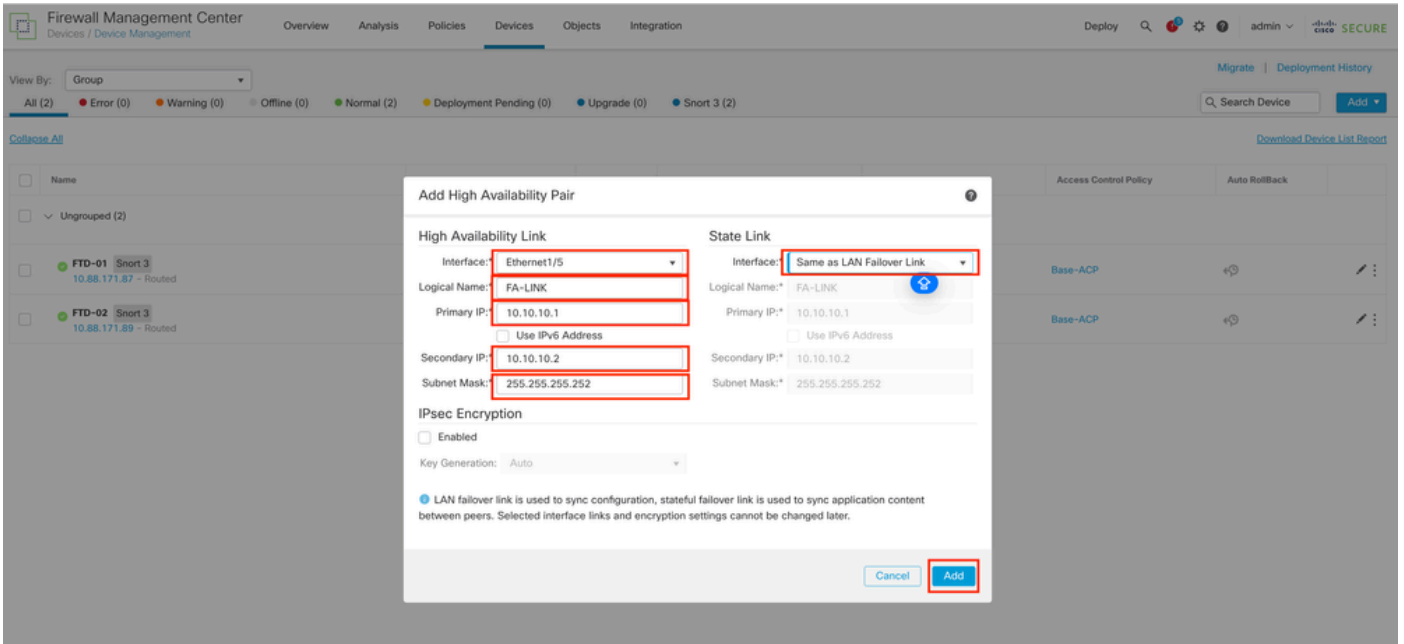 Firewall Management Center
Devices / Device Management
Overview Analysis Policies Devices Objects Integration
Deploy admin cisco SECURE
Migrate | Deployment History
View By: Group
All (2) Error (0) Warning (0) Offline (0) Normal (2) Deployment Pending (0) Upgrade (0) Snort 3 (2)
Search Device Add
Collapse All Download Device List Report
Name Access Control Policy Auto RollBack
Ungrouped (2)
FTD-01 Snort 3
10.88.171.87 - Routed
Base-ACP
FTD-02 Snort 3
10.88.171.89 - Routed
Base-ACP
Add High Availability Pair
High Availability Link
Interface:* Ethernet1/5
Logical Name:* FA-LINK
Primary IP:* 10.10.10.1
Use IPv6 Address
Secondary IP:* 10.10.10.2
Subnet Mask:* 255.255.255.252
State Link
Interface:* Same as LAN Failover Link
Logical Name:* FA-LINK
Primary IP:* 10.10.10.1
Use IPv6 Address
Secondary IP:* 10.10.10.2
Subnet Mask:* 255.255.255.252
IPsec Encryption
Enabled
Key Generation: Auto
LAN failover link is used to sync configuration, stateful failover link is used to sync application content
between peers. Selected interface links and encryption settings cannot be changed later.
Cancel Add